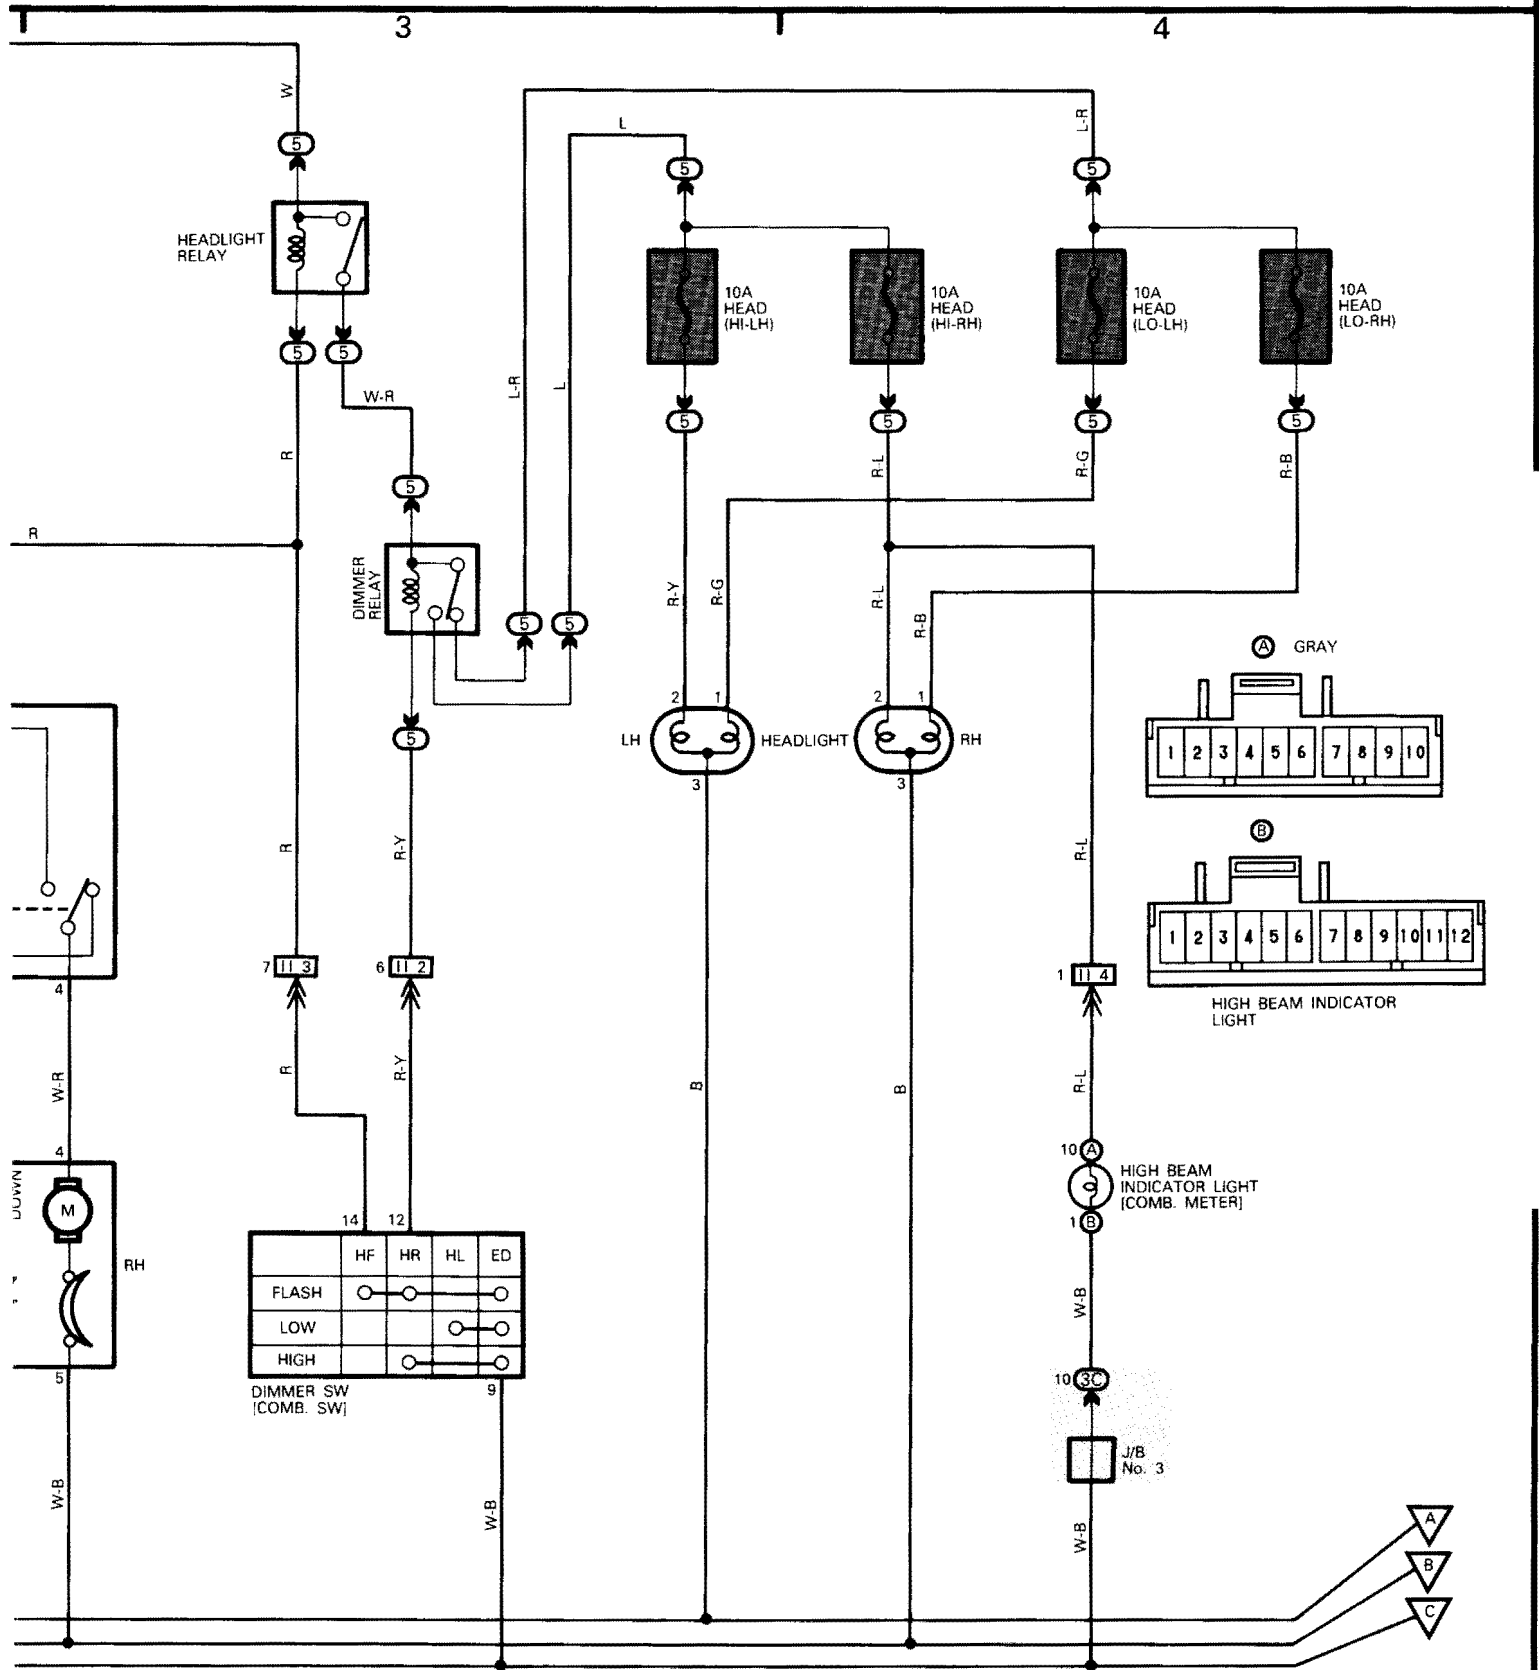 3
4
W
5
HEADLIGHT
RELAY
5
5
W-R
R
5
R
DIMMER
RELAY
5
5
5
L-R
L
L
L-R
5
5
10A
HEAD
(HI-LH)
10A
HEAD
(HI-RH)
10A
HEAD
(LO-LH)
10A
HEAD
(LO-RH)
5
5
5
5
R-L
R-G
R-B
R-Y
R-G
R-L
R-B
2
1
2
1
LH
HEADLIGHT
RH
3
3
A GRAY
1 2 3 4 5 6 7 8 9 10
B
1 2 3 4 5 6 7 8 9 10 11 12
HIGH BEAM INDICATOR
LIGHT
R
R-Y
R-L
7 II 3
6 II 2
1 II 4
4
W-R
R
R-Y
B
B
R-L
4
DOWN
M
RH
5
10 A
HIGH BEAM
INDICATOR LIGHT
[COMB. METER]
1 B
14
12
HF HR HL ED
FLASH
LOW
HIGH
DIMMER SW
[COMB. SW]
9
W-B
10 3C
J/B
No. 3
W-B
W-B
W-B
A
B
C